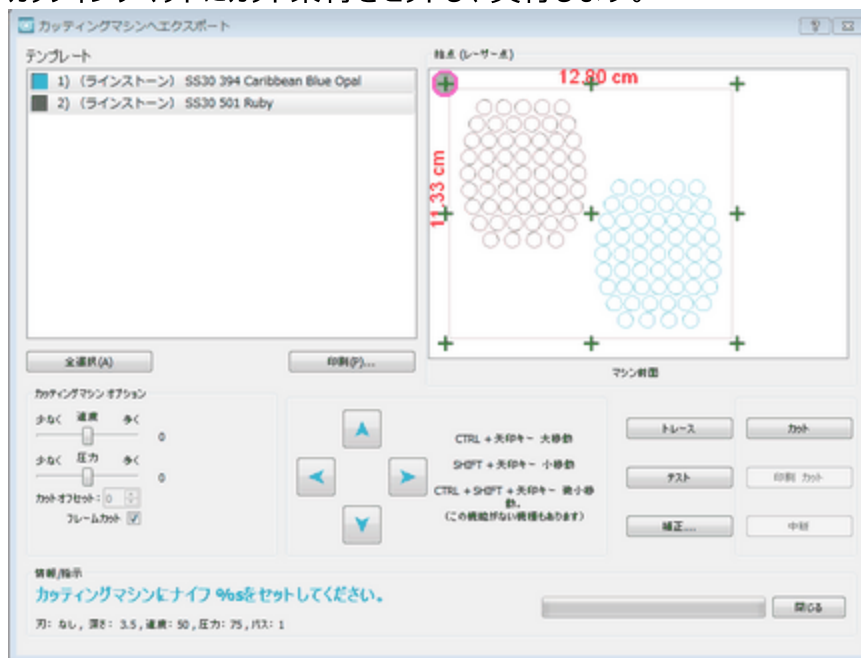 カッティングマシンへエクスポート
テンプレート
1) (ラインストーン) SS30 394 Caribbean Blue Opal
2) (ラインストーン) SS30 501 Ruby
全選択(A)
印刷(P)...
(レーザー点)
12.80 cm
11.33 cm
マシン前面
カッティングマシン オプション
少なく 速度 多く
0
少なく 圧力 多く
0
カットオフセット: 0
フレームカット
CTRL + 矢印キー 大移動
SHIFT + 矢印キー 小移動
CTRL + SHIFT + 矢印キー 微小移
動。
(この機能がない機種もあります)
トレース
カット
テスト
印刷 カット
補正...
中断
情報/指示
カッティングマシンにナイフ %sをセットしてください。
刃: なし, 深さ: 3.5, 速度: 50, 圧力: 75, パス: 1
閉じる